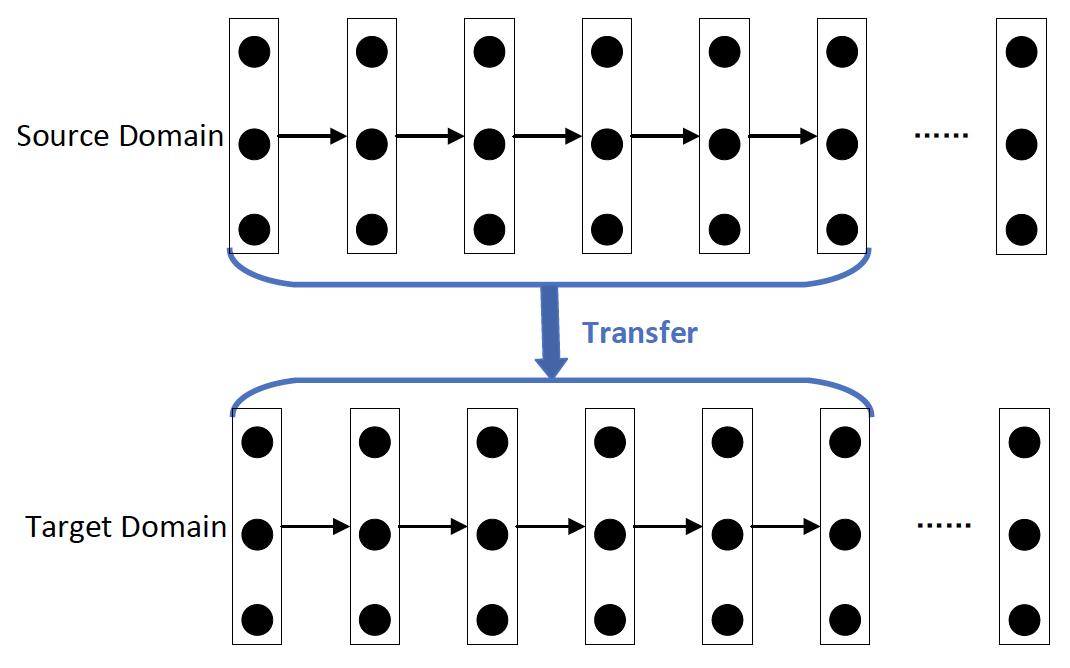 Source Domain
......
Transfer
Target Domain
......